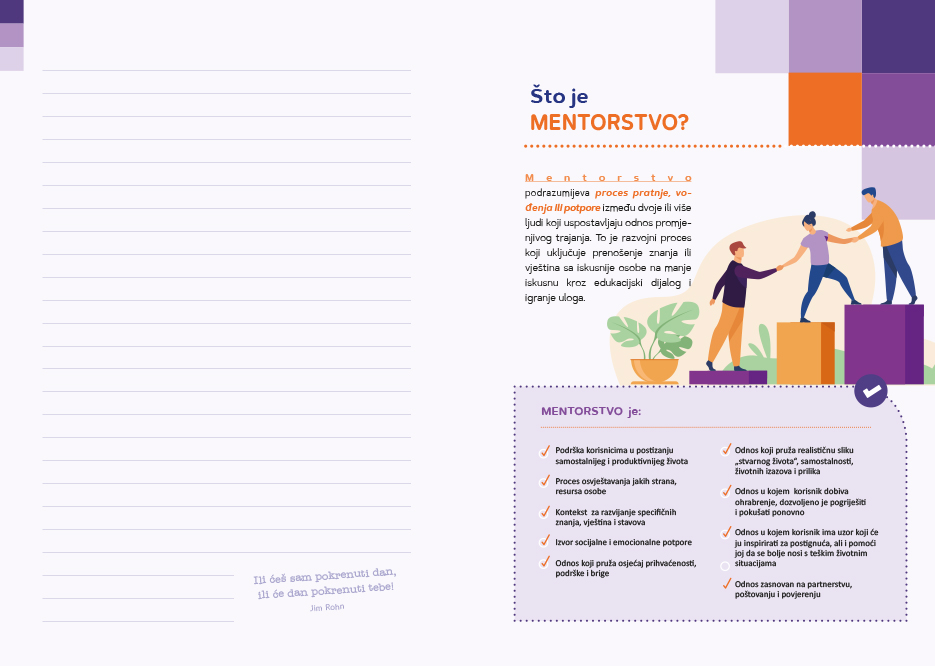 Ili ćeš sam pokrenuti dan,
ili će dan pokrenuti tebe!
Jim Rohn
Što je
MENTORSTVO?
Mentorstvo
podrazumijeva proces pratnje, vo-
đenja ili potpore između dvoje ili više
ljudi koji uspostavljaju odnos promje-
njivog trajanja. To je razvojni proces
koji uključuje prenošenje znanja ili
vještina sa iskusnije osobe na manje
iskusnu kroz edukacijski dijalog i
igranje uloga.
MENTORSTVO je:
Podrška korisnicima u postizanju
samostalnijeg i produktivnijeg života
Proces osvještavanja jakih strana,
resursa osobe
Kontekst za razvijanje specifičnih
znanja, vještina i stavova
Izvor socijalne i emocionalne potpore
Odnos koji pruža osjećaj prihvaćenosti,
podrške i brige
Odnos koji pruža realističnu sliku
„stvarnog života“, samostalnosti,
životnih izazova i prilika
Odnos u kojem korisnik dobiva
ohrabrenje, dozvoljeno je pogriješiti
i pokušati ponovno
Odnos u kojem korisnik ima uzor koji će
ju inspirirati za postignuća, ali i pomoći
joj da se bolje nosi s teškim životnim
situacijama
Odnos zasnovan na partnerstvu,
poštovanju i povjerenju